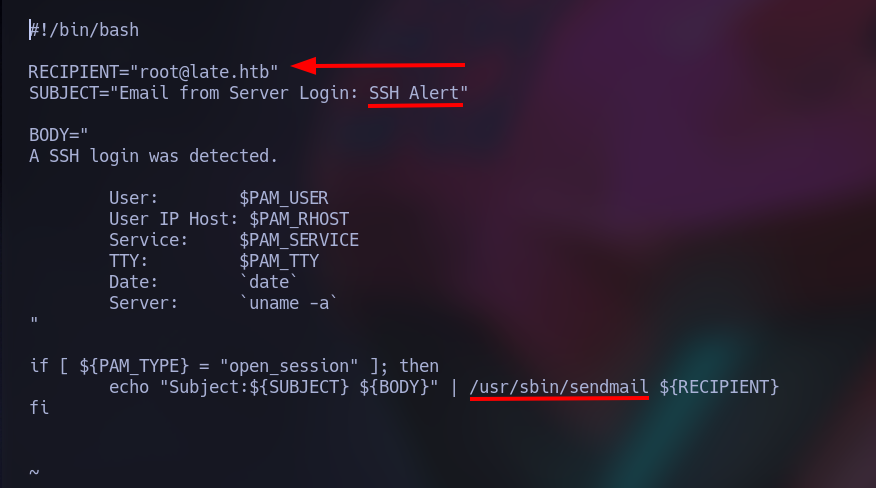 #!/bin/bash
RECIPIENT="root@late.htb"
SUBJECT="Email from Server Login: SSH Alert"
BODY="
A SSH login was detected.
        User:        $PAM_USER
        User IP Host: $PAM_RHOST
        Service:     $PAM_SERVICE
        TTY:         $PAM_TTY
        Date:        `date`
        Server:      `uname -a`
"
if [ ${PAM_TYPE} = "open_session" ]; then
        echo "Subject:${SUBJECT} ${BODY}" | /usr/sbin/sendmail ${RECIPIENT}
fi
~